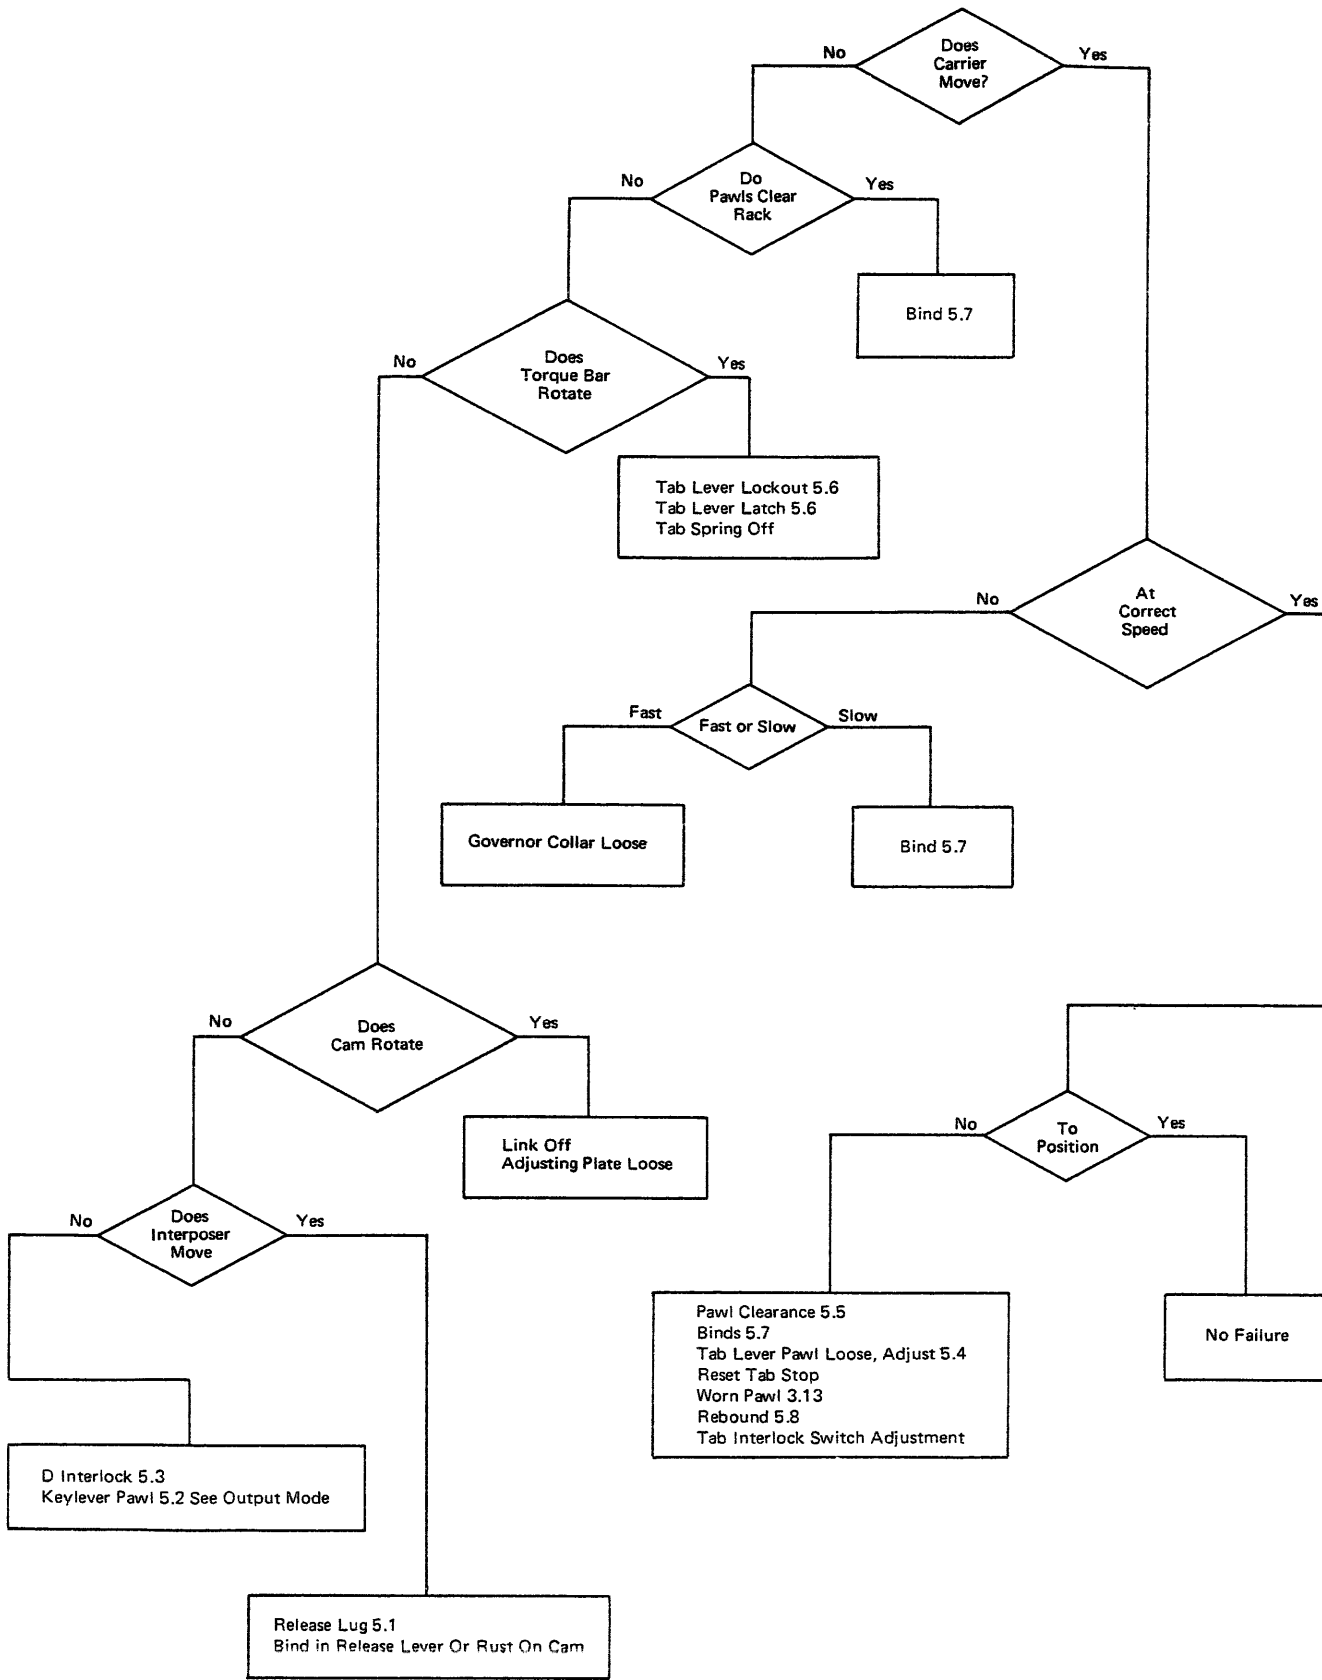 Does
Carrier
Move?
No
Yes
Do
Pawls Clear
Rack
No
Yes
Bind 5.7
Does
Torque Bar
Rotate
No
Yes
Tab Lever Lockout 5.6
Tab Lever Latch 5.6
Tab Spring Off
At
Correct
Speed
No
Yes
Fast or Slow
Fast
Slow
Governor Collar Loose
Bind 5.7
Does
Cam Rotate
No
Yes
Link Off
Adjusting Plate Loose
To
Position
No
Yes
Does
Interposer
Move
No
Yes
Pawl Clearance 5.5
Binds 5.7
Tab Lever Pawl Loose, Adjust 5.4
Reset Tab Stop
Worn Pawl 3.13
Rebound 5.8
Tab Interlock Switch Adjustment
No Failure
D Interlock 5.3
Keylever Pawl 5.2 See Output Mode
Release Lug 5.1
Bind in Release Lever Or Rust On Cam